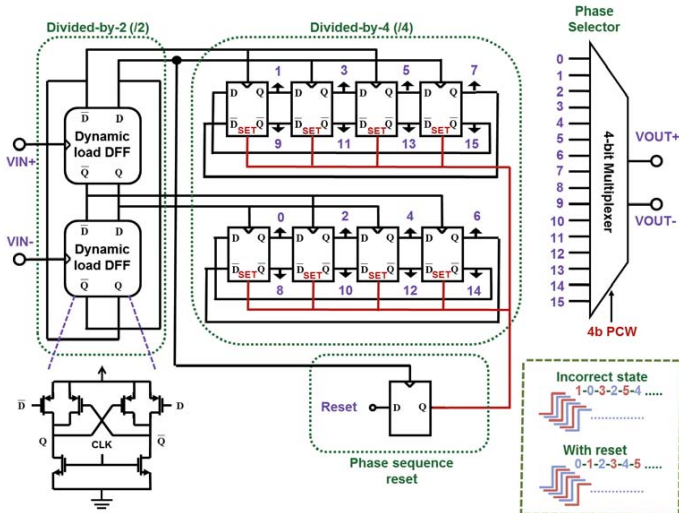 Divided-by-2 (/2)
Divided-by-4 (/4)
Phase
Selector
D̅ D
Dynamic
load DFF
Q̅ Q
VIN+
D̅ D
Dynamic
load DFF
Q̅ Q
VIN-
1 3 5 7
D Q D Q D Q D Q
D̅ Q̅ D̅ Q̅ D̅ Q̅ D̅ Q̅
SET SET SET SET
9 11 13 15
0 2 4 6
D Q D Q D Q D Q
D̅ Q̅ D̅ Q̅ D̅ Q̅ D̅ Q̅
SET SET SET SET
8 10 12 14
0
1
2
3
4
5
6
7
8
9
10
11
12
13
14
15
4-bit Multiplexer
VOUT+
VOUT-
4b PCW
D̅ D
Q CLK Q̅
Reset
D Q
Phase sequence
reset
Incorrect state
1-0-3-2-5-4 .....
With reset
0-1-2-3-4-5 .....